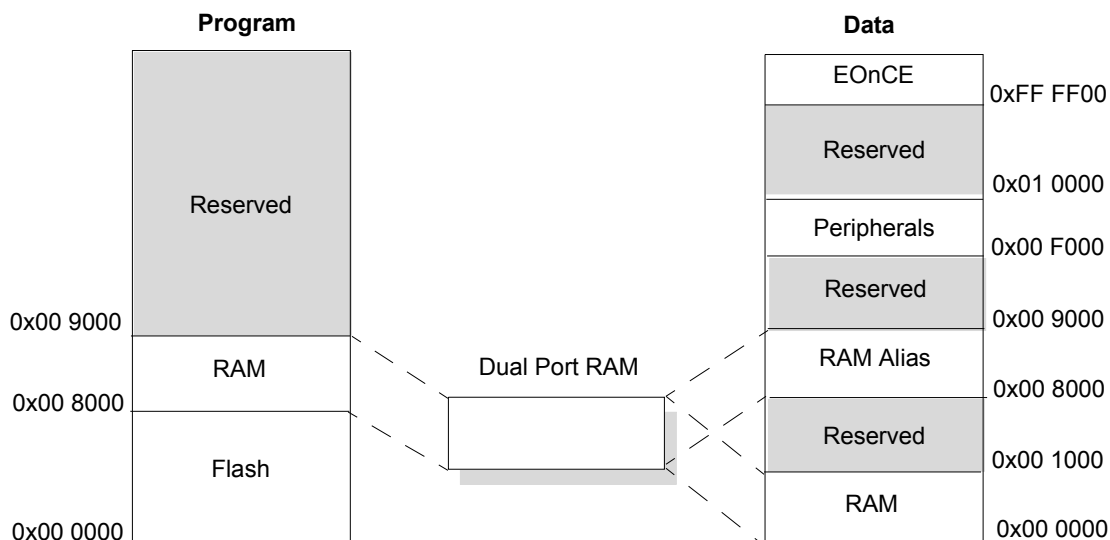 Program
Reserved
0x00 9000
RAM
0x00 8000
Flash
0x00 0000
Dual Port RAM
Data
EOnCE
0xFF FF00
Reserved
0x01 0000
Peripherals
0x00 F000
Reserved
0x00 9000
RAM Alias
0x00 8000
Reserved
0x00 1000
RAM
0x00 0000